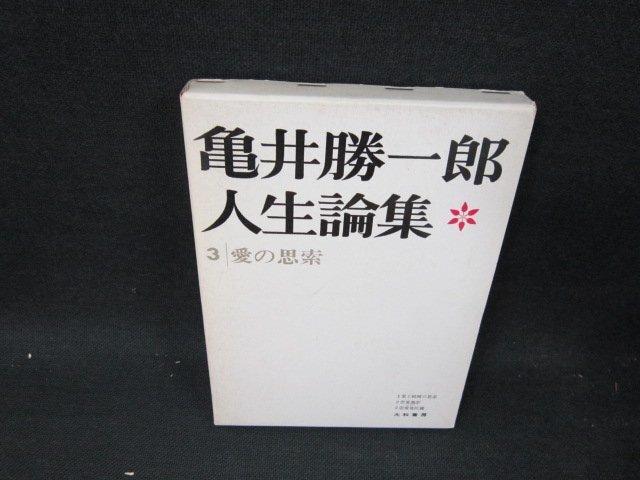 亀井勝一郎
人生論集
3 愛の思索
大和書房